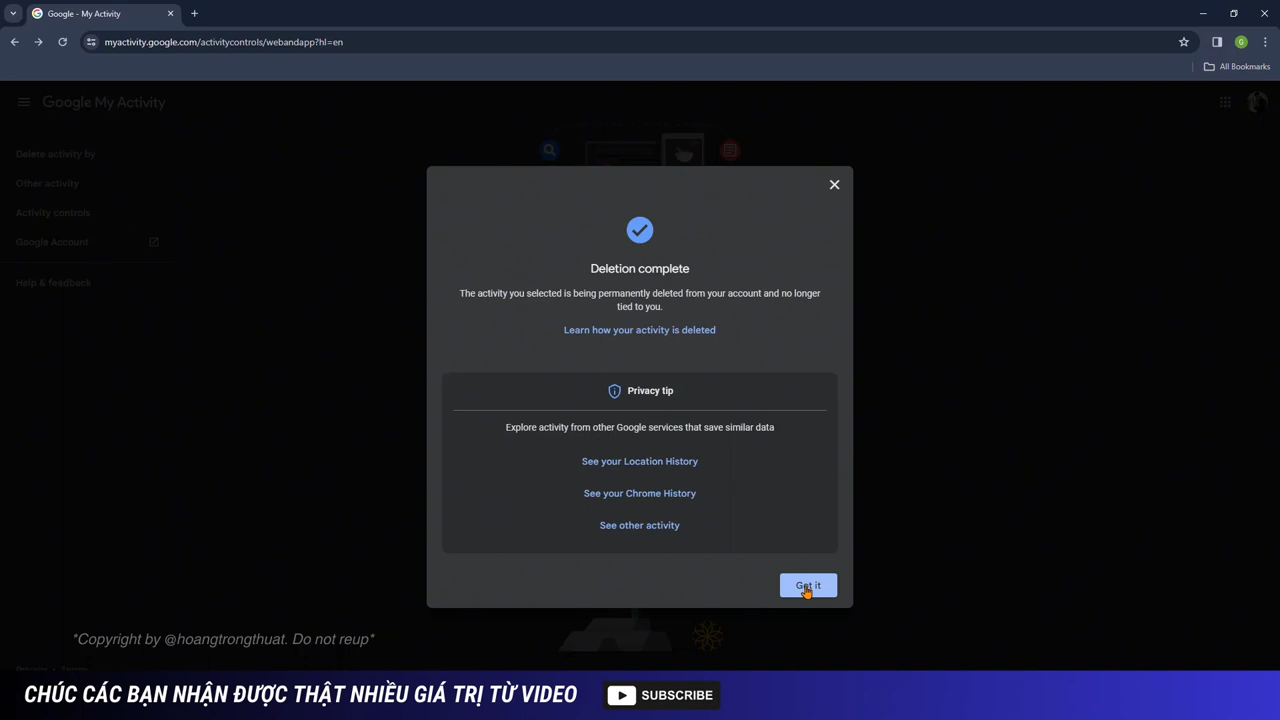 Google - My Activity
myactivity.google.com/activitycontrols/webandapp?hl=en
G
All Bookmarks
Google My Activity
Delete activity by
Other activity
Activity controls
Google Account
Help & feedback
Deletion complete
The activity you selected is being permanently deleted from your account and no longer
tied to you.
Learn how your activity is deleted
Privacy tip
Explore activity from other Google services that save similar data
See your Location History
See your Chrome History
See other activity
Got it
*Copyright by @hoangtrongthuat. Do not reup*
Privacy • Terms
CHÚC CÁC BẠN NHẬN ĐƯỢC THẬT NHIỀU GIÁ TRỊ TỪ VIDEO
SUBSCRIBE